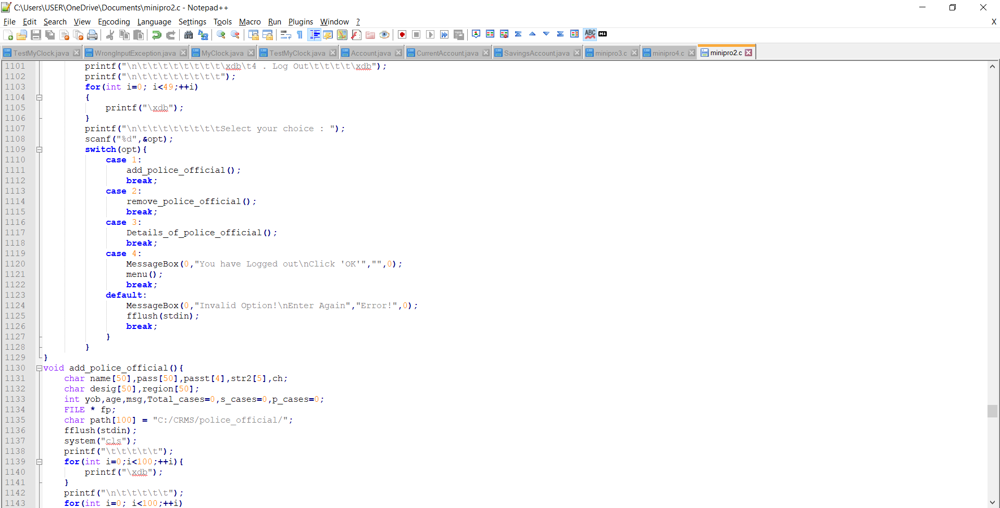 C:\Users\USER\OneDrive\Documents\minipro2.c - Notepad++
File Edit Search View Encoding Language Settings Tools Macro Run Plugins Window ? X
TestMyClock.java WrongInputException.java MyClock.java TestMyClock.java Account.java CurrentAccount.java SavingsAccount.java minipro3.c minipro4.c minipro2.c
1101 printf("\n\t\t\t\t\t\t\t\t\xdb\t4 . Log Out\t\t\t\t\xdb");
1102 printf("\n\t\t\t\t\t\t\t\t");
1103 for(int i=0; i<49;++i)
1104 {
1105 printf("\xdb");
1106 }
1107 printf("\n\t\t\t\t\t\t\t\tSelect your choice : ");
1108 scanf("%d",&opt);
1109 switch(opt){
1110 case 1:
1111 add_police_official();
1112 break;
1113 case 2:
1114 remove_police_official();
1115 break;
1116 case 3:
1117 Details_of_police_official();
1118 break;
1119 case 4:
1120 MessageBox(0,"You have Logged out\nClick 'OK'","",0);
1121 menu();
1122 break;
1123 default:
1124 MessageBox(0,"Invalid Option!\nEnter Again","Error!",0);
1125 fflush(stdin);
1126 break;
1127 }
1128 }
1129 }
1130 void add_police_official(){
1131 char name[50],pass[50],passt[4],str2[5],ch;
1132 char desig[50],region[50];
1133 int yob,age,msg,Total_cases=0,s_cases=0,p_cases=0;
1134 FILE * fp;
1135 char path[100] = "C:/CRMS/police_official/";
1136 fflush(stdin);
1137 system("cls");
1138 printf("\t\t\t\t\t");
1139 for(int i=0;i<100;++i){
1140 printf("\xdb");
1141 }
1142 printf("\n\t\t\t\t\t");
1143 for(int i=0; i<100;++i)